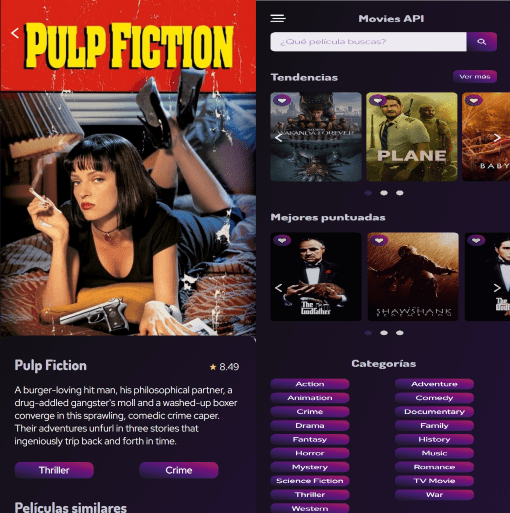 PULP FICTION
Pulp Fiction
★ 8.49
A burger-loving hit man, his philosophical partner, a
drug-addled gangster's moll and a washed-up boxer
converge in this sprawling, comedic crime caper.
Their adventures unfurl in three stories that
ingeniously trip back and forth in time.
Thriller
Crime
Películas similares
Movies API
¿Qué película buscas?
Tendencias
Ver más
WAKANDA FOREVER
PLANE
BABY
Mejores puntuadas
The
Godfather
THE
SHAWSHANK
The
Categorías
Action
Adventure
Animation
Comedy
Crime
Documentary
Drama
Family
Fantasy
History
Horror
Music
Mystery
Romance
Science Fiction
TV Movie
Thriller
War
Western